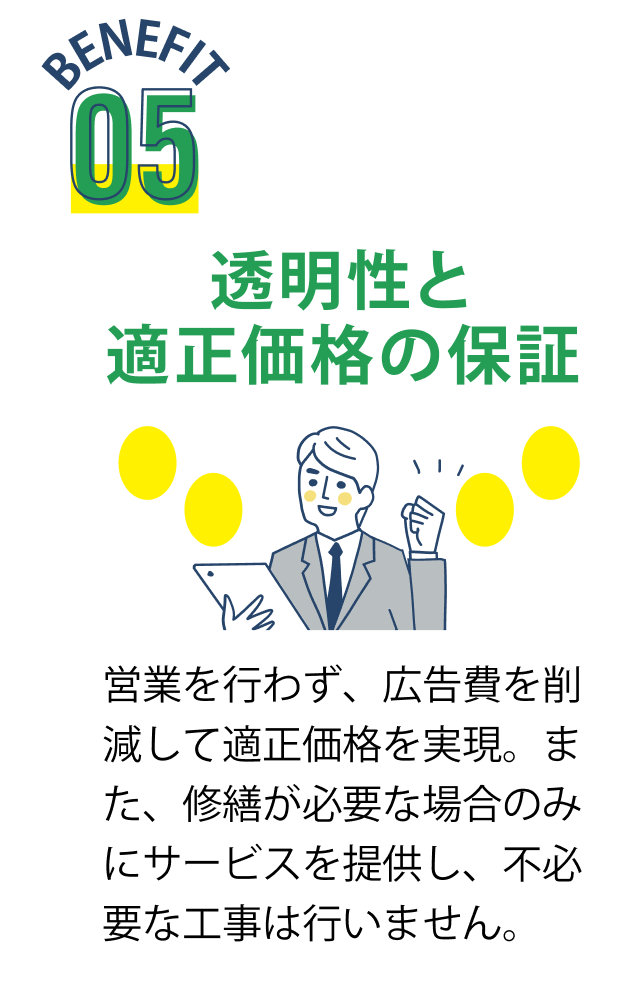 BENEFIT
05
透明性と
適正価格の保証
営業を行わず、広告費を削
減して適正価格を実現。ま
た、修繕が必要な場合のみ
にサービスを提供し、不必
要な工事は行いません。